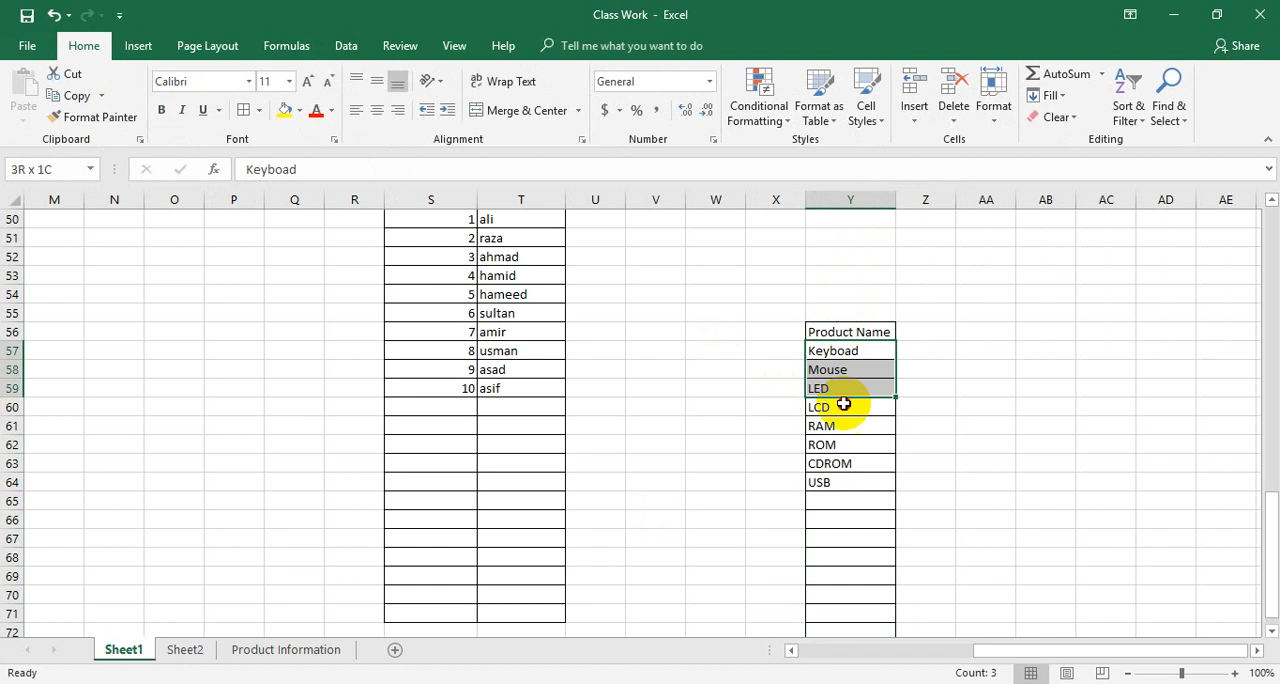 Class Work - Excel
File Home Insert Page Layout Formulas Data Review View Help Tell me what you want to do Share
Paste Cut Copy Format Painter Clipboard
Calibri 11 B I U A Font
Wrap Text Merge & Center Alignment
General $ % , Number
Conditional Formatting Format as Table Cell Styles Styles
Insert Delete Format Cells
AutoSum Fill Clear Sort & Filter Find & Select Editing
3R x 1C fx Keyboad
M N O P Q R S T U V W X Y Z AA AB AC AD AE
50 1 ali
51 2 raza
52 3 ahmad
53 4 hamid
54 5 hameed
55 6 sultan
56 7 amir Product Name
57 8 usman Keyboad
58 9 asad Mouse
59 10 asif LED
60 LCD
61 RAM
62 ROM
63 CDROM
64 USB
65
66
67
68
69
70
71
72
Sheet1 Sheet2 Product Information
Ready Count: 3 100%